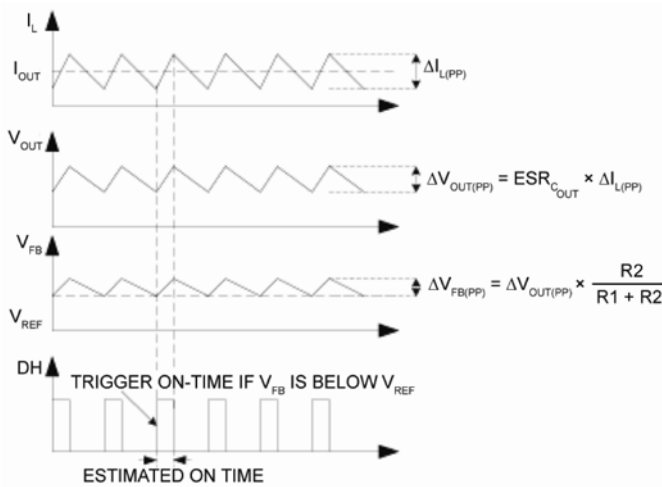 I_L
I_OUT
ΔI_L(PP)
V_OUT
ΔV_OUT(PP) = ESR_C_OUT × ΔI_L(PP)
V_FB
ΔV_FB(PP) = ΔV_OUT(PP) × R2 / R1 + R2
V_REF
DH
TRIGGER ON-TIME IF V_FB IS BELOW V_REF
ESTIMATED ON TIME